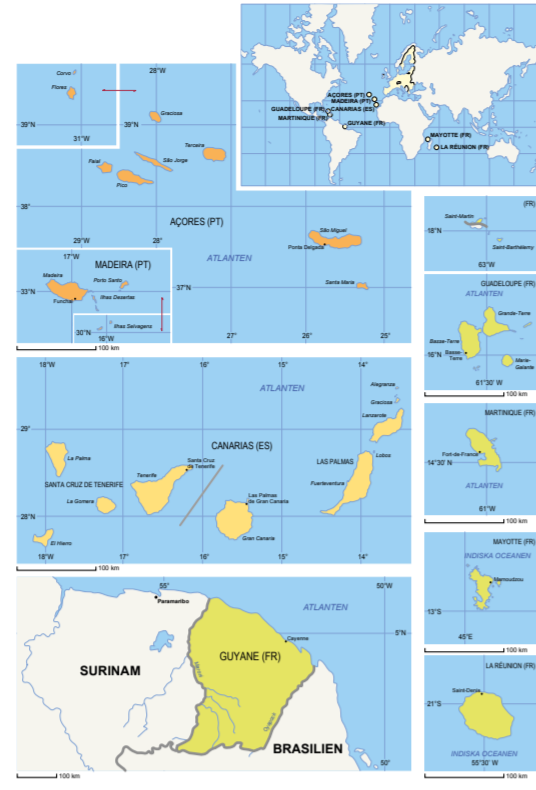 AÇORES (PT)
MADEIRA (PT)
CANARIAS (ES)
GUADELOUPE (FR)
MARTINIQUE (FR)
GUYANE (FR)
MAYOTTE (FR)
LA RÉUNION (FR)
Corvo
Flores
39°N
31°W
28°W
Graciosa
39°N
Terceira
São Jorge
Faial
Pico
38°
29°W
28°
AÇORES (PT)
São Miguel
Ponta Delgada
ATLANTEN
Santa Maria
37°N
27°
26°
25°N
17°W
MADEIRA (PT)
Madeira
Porto Santo
33°N
Funchal
Ilhas Desertas
30°N
16°W
Ilhas Selvagens
100 km
(FR)
Saint-Martin
18°N
Saint-Barthélemy
63°W
GUADELOUPE (FR)
ATLANTEN
Grande-Terre
Basse-Terre
16°N
Basse-
Terre
Marie-
Galante
61°30' W
100 km
18°W
17°
16°
15°
14°W
ATLANTEN
Alegranza
Graciosa
Lanzarote
29°
CANARIAS (ES)
Lobos
La Palma
Santa Cruz
de Tenerife
LAS PALMAS
Tenerife
SANTA CRUZ DE TENERIFE
Fuerteventura
La Gomera
Las Palmas
de Gran Canaria
28°N
El Hierro
Gran Canaria
18°W
17°
16°
15°
14°
100 km
MARTINIQUE (FR)
Fort-de-France
14°30' N
ATLANTEN
61°W
100 km
MAYOTTE (FR)
INDISKA OCEANEN
Mamoudzou
13°S
45°E
100 km
55°
50°W
Paramaribo
ATLANTEN
5°N
Cayenne
GUYANE (FR)
SURINAM
Maroni
Oiapock
BRASILIEN
50°
100 km
LA RÉUNION (FR)
Saint-Denis
21°S
INDISKA OCEANEN
55°30' W
100 km